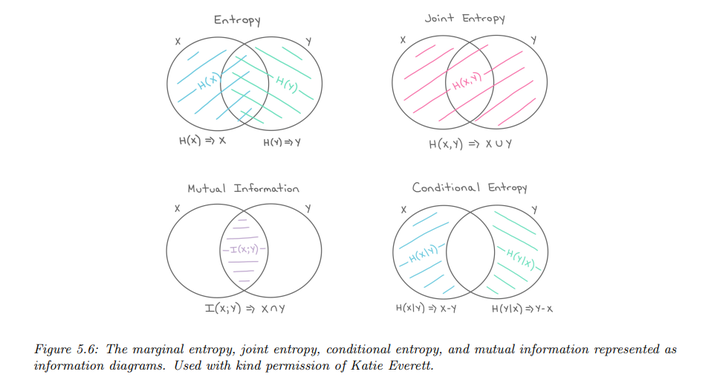 Entropy
X
Y
H(X)
H(Y)
H(X) ⇒ X
H(Y) ⇒ Y
Joint Entropy
X
Y
H(X,Y)
H(X,Y) ⇒ X ∪ Y
Mutual Information
X
Y
I(X;Y)
I(X;Y) ⇒ X∩Y
Conditional Entropy
X
Y
H(X|Y)
H(Y|X)
H(X|Y) ⇒ X-Y
H(Y|X) ⇒ Y-X
Figure 5.6: The marginal entropy, joint entropy, conditional entropy, and mutual information represented as
information diagrams. Used with kind permission of Katie Everett.